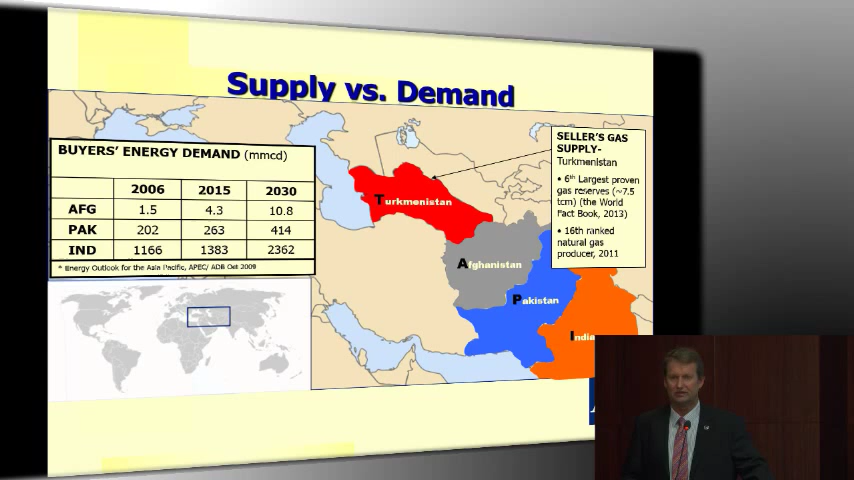 Supply vs. Demand
BUYERS' ENERGY DEMAND (mmcd)
2006 2015 2030
AFG 1.5 4.3 10.8
PAK 202 263 414
IND 1166 1383 2362
* Energy Outlook for the Asia Pacific, APEC/ ADB Oct 2009
SELLER'S GAS
SUPPLY-
Turkmenistan
• 6th Largest proven
gas reserves (~7.5
tcm) (the World
Fact Book, 2013)
• 16th ranked
natural gas
producer, 2011
Turkmenistan
Afghanistan
Pakistan
India